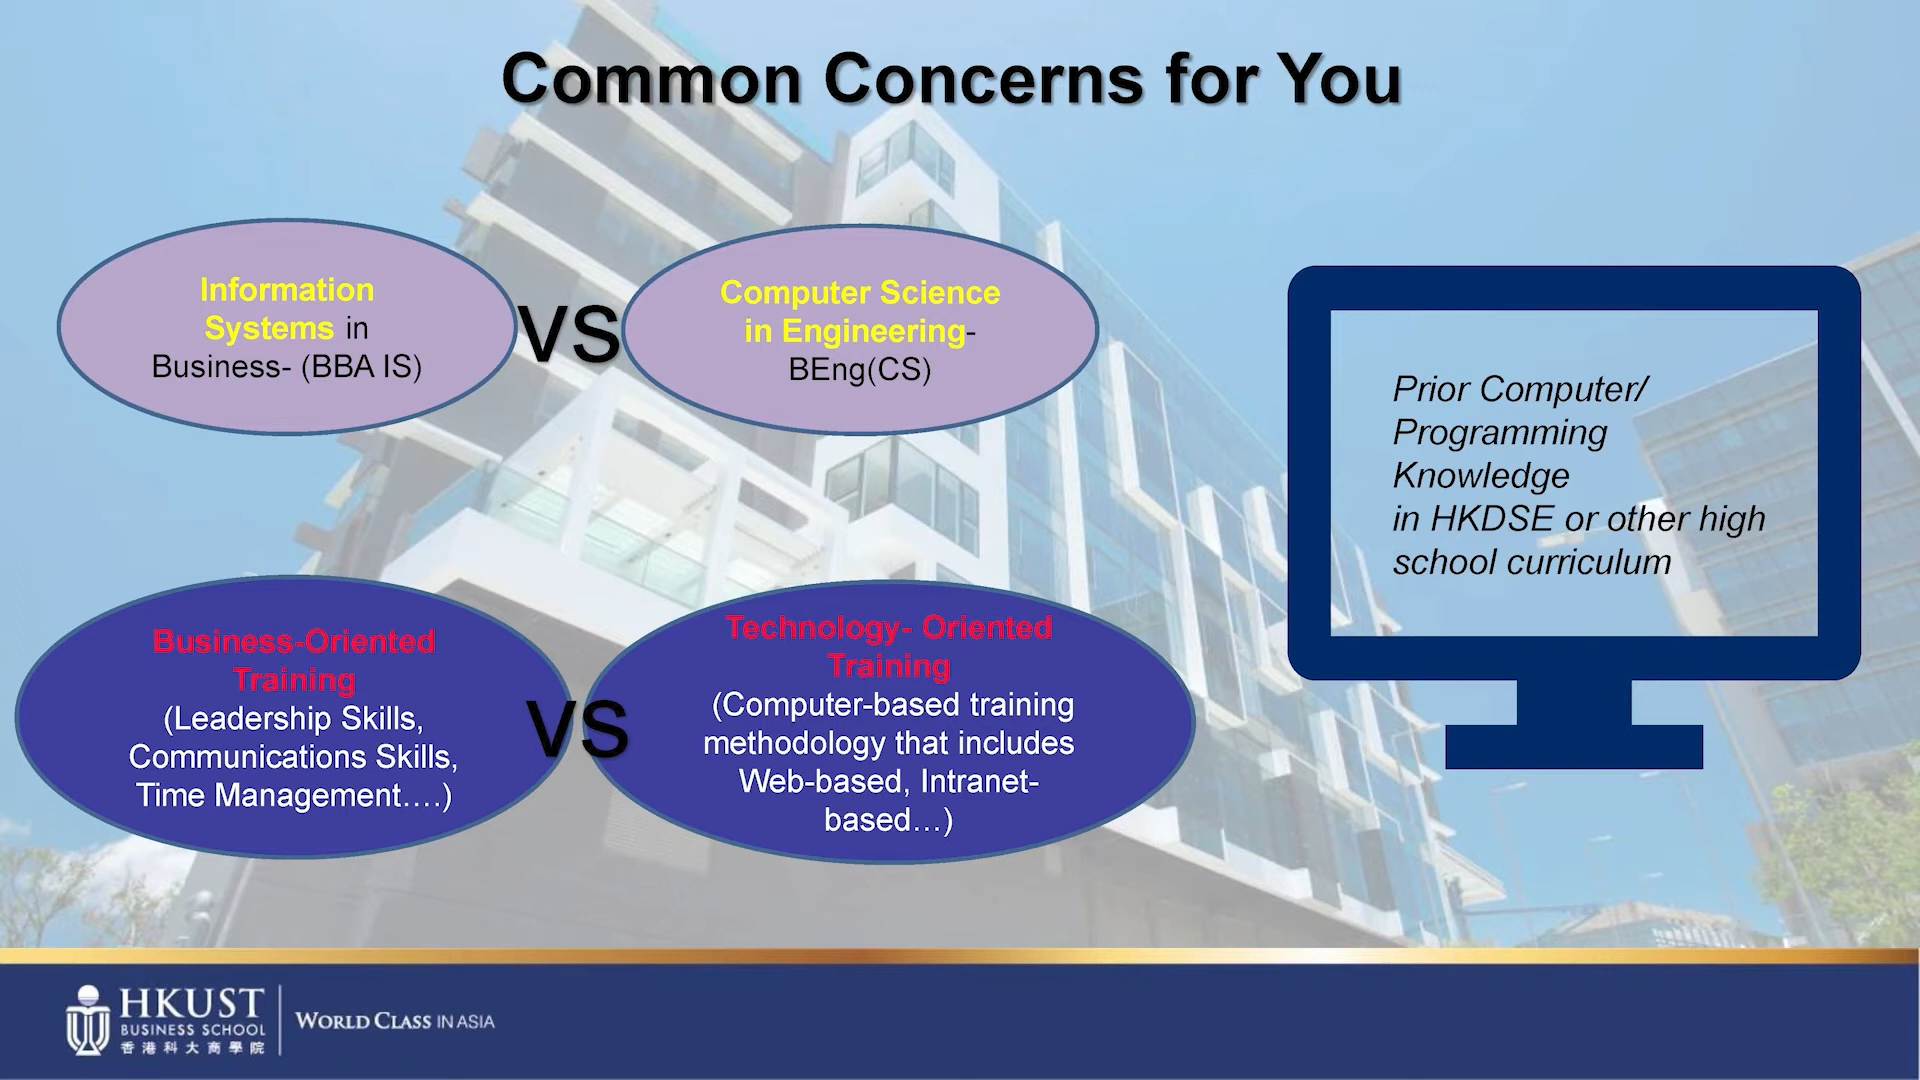 Common Concerns for You
Information
Systems in
Business- (BBA IS)
VS
Computer Science
in Engineering-
BEng(CS)
Prior Computer/
Programming
Knowledge
in HKDSE or other high
school curriculum
Business-Oriented
Training
(Leadership Skills,
Communications Skills,
Time Management....)
VS
Technology- Oriented
Training
(Computer-based training
methodology that includes
Web-based, Intranet-
based...)
HKUST
BUSINESS SCHOOL
香港科大商學院
WORLD CLASS IN ASIA